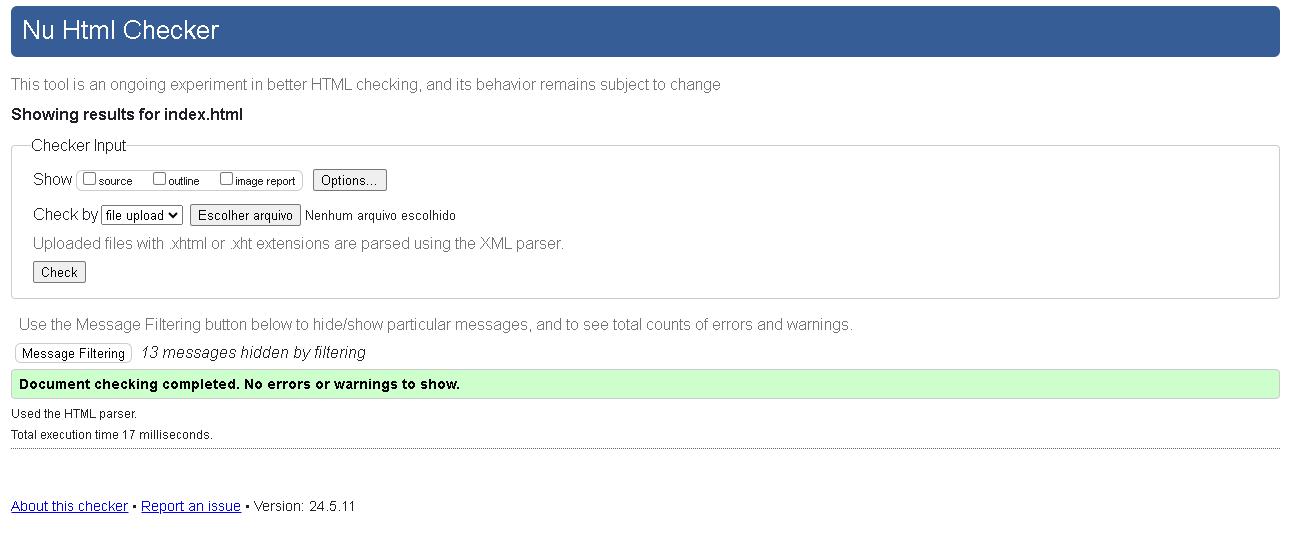 Nu Html Checker
This tool is an ongoing experiment in better HTML checking, and its behavior remains subject to change
Showing results for index.html
Checker Input
Show source outline image report Options...
Check by file upload Escolher arquivo Nenhum arquivo escolhido
Uploaded files with .xhtml or .xht extensions are parsed using the XML parser.
Check
Use the Message Filtering button below to hide/show particular messages, and to see total counts of errors and warnings.
Message Filtering 13 messages hidden by filtering
Document checking completed. No errors or warnings to show.
Used the HTML parser.
Total execution time 17 milliseconds.
About this checker • Report an issue • Version: 24.5.11